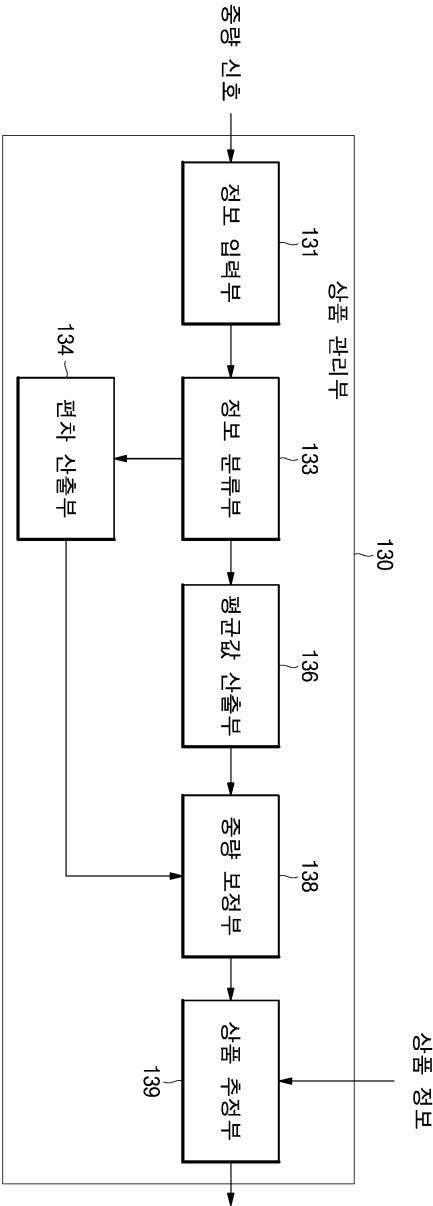 130
상품 관리부
상품 정보
중량 신호
131
정보 입력부
133
정보 분류부
136
평균값 산출부
138
중량 보정부
상품 추정부
139
134
편차 산출부